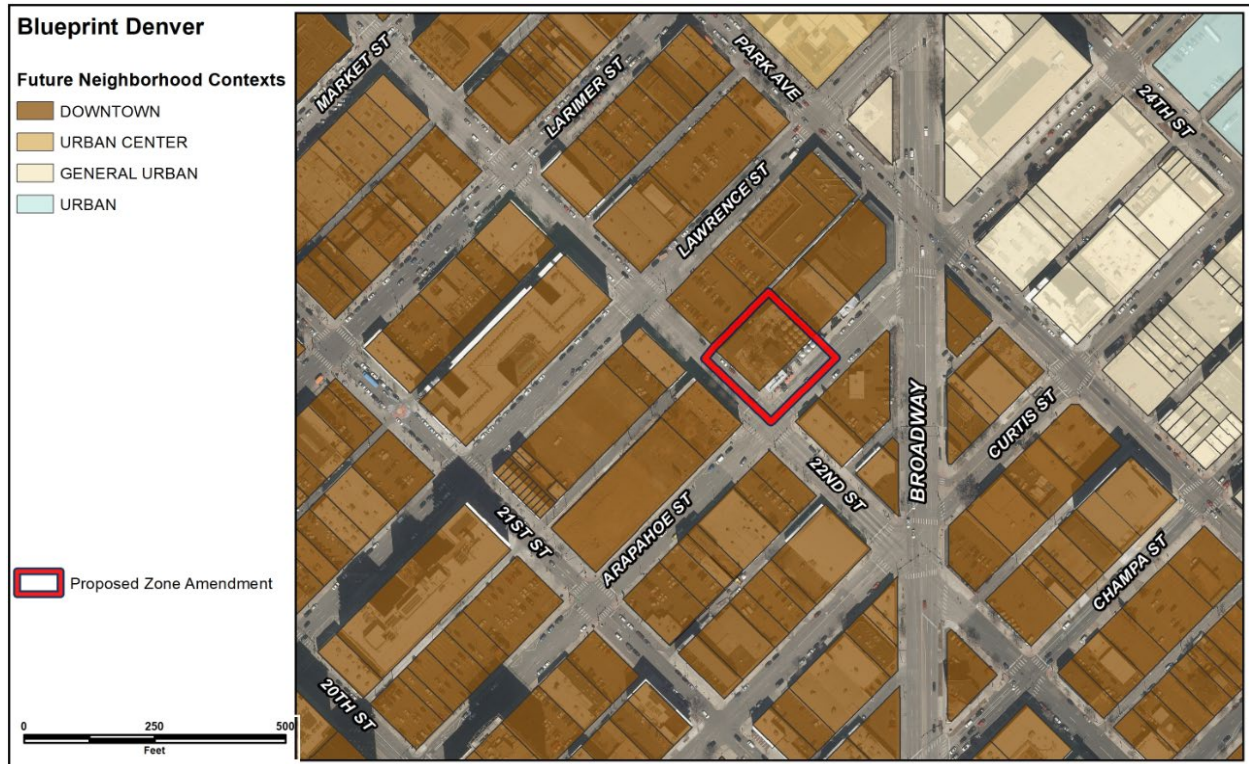 Blueprint Denver
Future Neighborhood Contexts
DOWNTOWN
URBAN CENTER
GENERAL URBAN
URBAN
Proposed Zone Amendment
0 250 500
Feet
MARKET ST
LARIMER ST
PARK AVE
24TH ST
LAWRENCE ST
BROADWAY
CURTIS ST
22ND ST
21ST ST
ARAPAHOE ST
CHAMPA ST
20TH ST